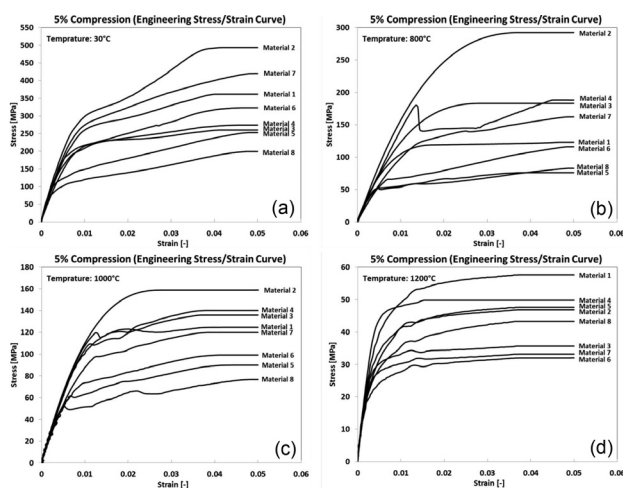 5% Compression (Engineering Stress/Strain Curve)
550
500
450
400
350
300
250
200
150
100
50
0
Stress [MPa]
Temprature: 30°C
Material 2
Material 7
Material 1
Material 6
Material 4
Material 3
Material 5
Material 8
(a)
0 0.01 0.02 0.03 0.04 0.05 0.06
Strain [-]
5% Compression (Engineering Stress/Strain Curve)
300
250
200
150
100
50
0
Stress [MPa]
Temprature: 800°C
Material 2
Material 4
Material 3
Material 7
Material 1
Material 6
Material 8
Material 5
(b)
0 0.01 0.02 0.03 0.04 0.05 0.06
Strain [-]
5% Compression (Engineering Stress/Strain Curve)
180
160
140
120
100
80
60
40
20
0
Stress [MPa]
Temprature: 1000°C
Material 2
Material 4
Material 3
Material 1
Material 7
Material 6
Material 5
Material 8
(c)
0 0.01 0.02 0.03 0.04 0.05 0.06
Strain [-]
5% Compression (Engineering Stress/Strain Curve)
60
50
40
30
20
10
0
Stress [MPa]
Temprature: 1200°C
Material 1
Material 4
Material 5
Material 2
Material 8
Material 3
Material 7
Material 6
(d)
0 0.01 0.02 0.03 0.04 0.05 0.06
Strain [-]